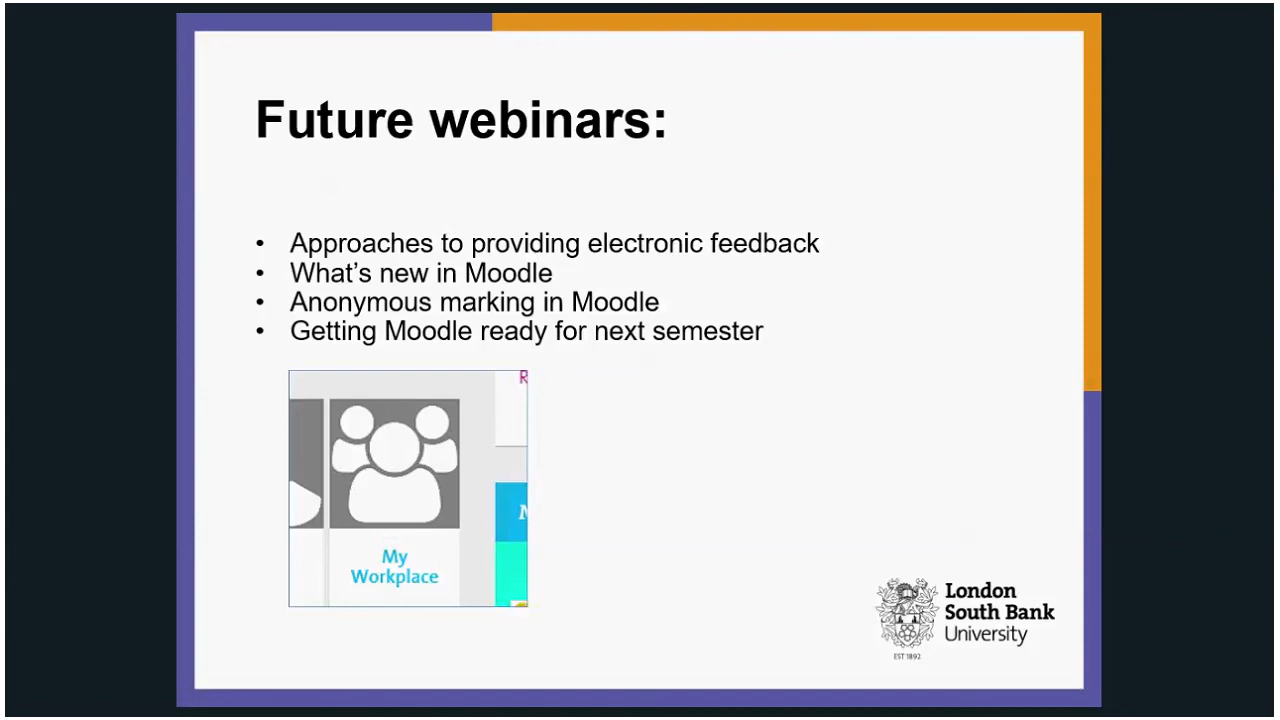 Future webinars:
• Approaches to providing electronic feedback
• What’s new in Moodle
• Anonymous marking in Moodle
• Getting Moodle ready for next semester
R
My
Workplace
London
South Bank
University
EST 1892